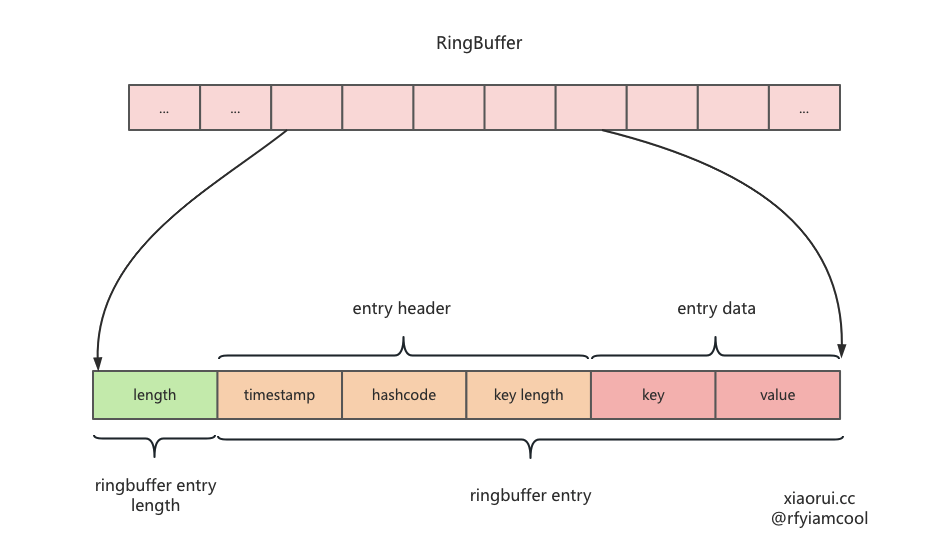 RingBuffer
... ... ...
entry header entry data
length timestamp hashcode key length key value
ringbuffer entry
length
ringbuffer entry
xiaorui.cc
@rfyiamcool